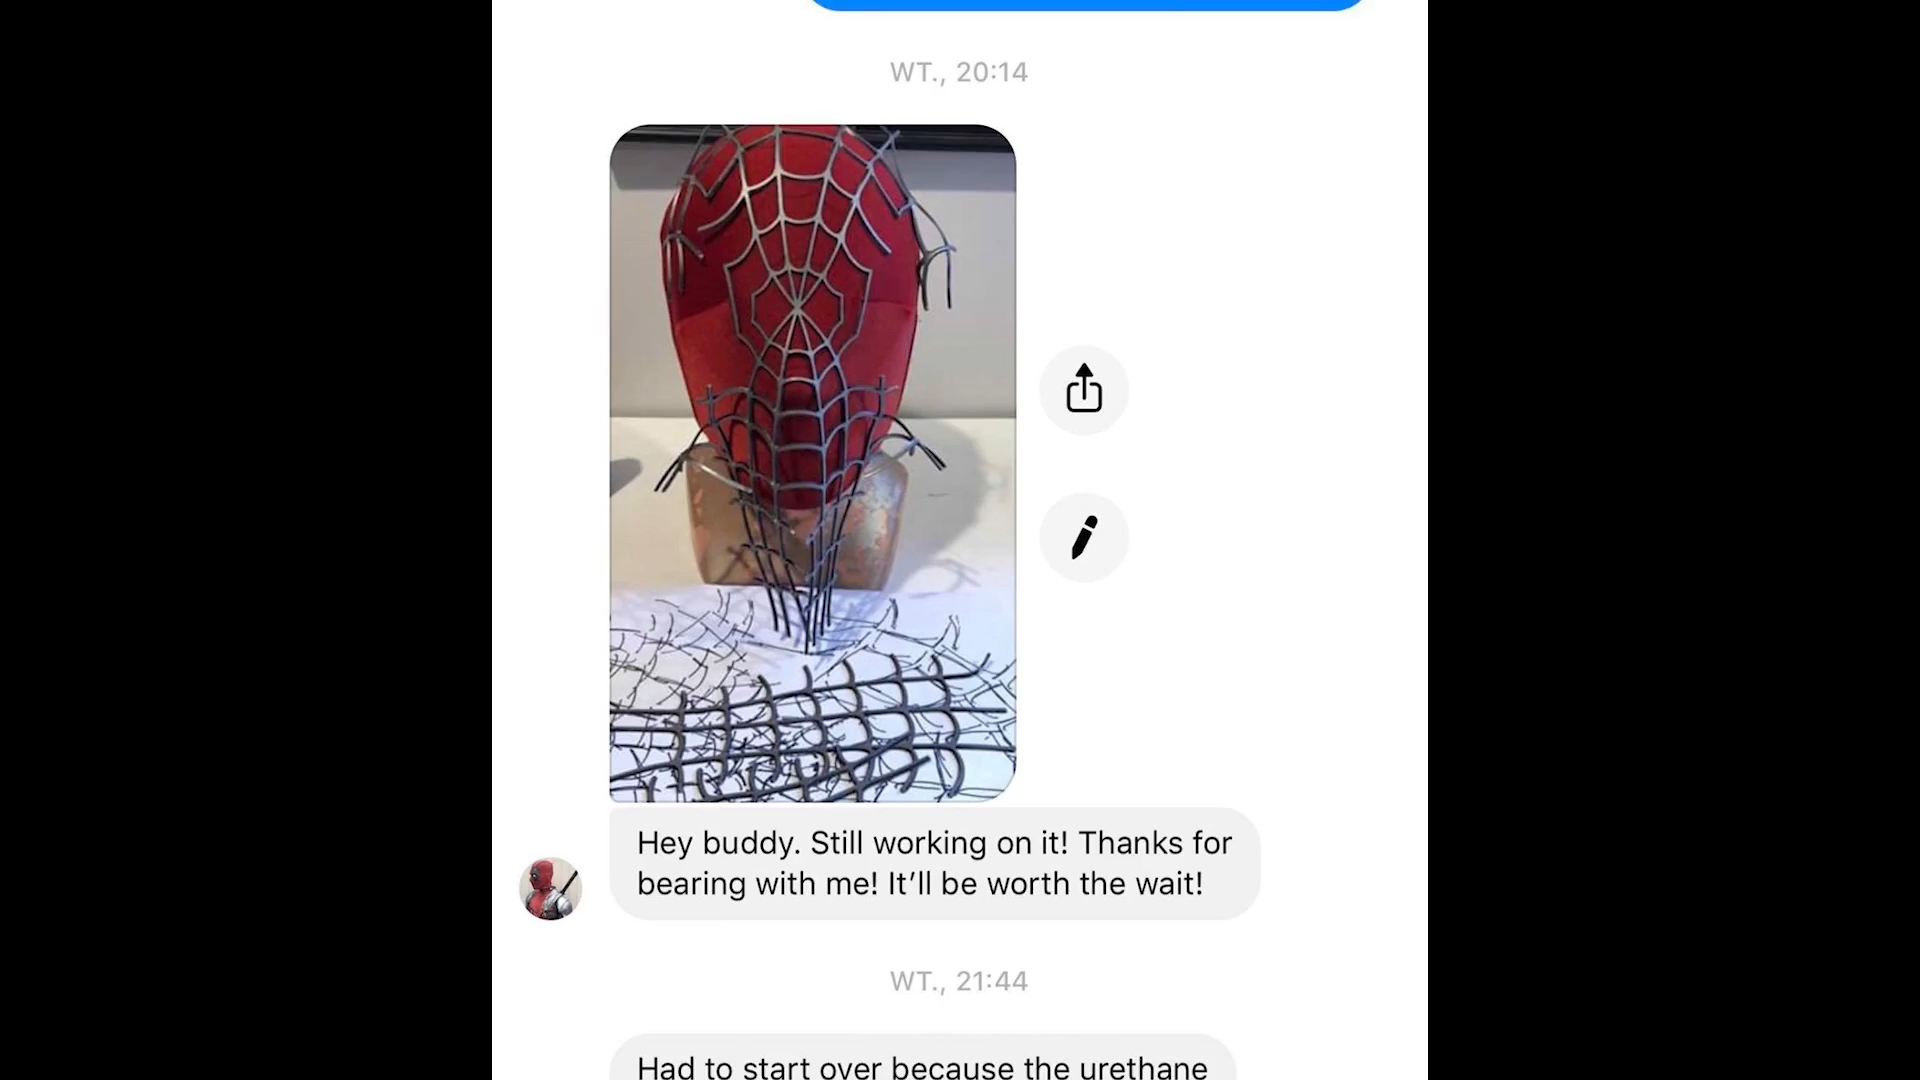 WT., 20:14
Hey buddy. Still working on it! Thanks for
bearing with me! It’ll be worth the wait!
WT., 21:44
Had to start over because the urethane